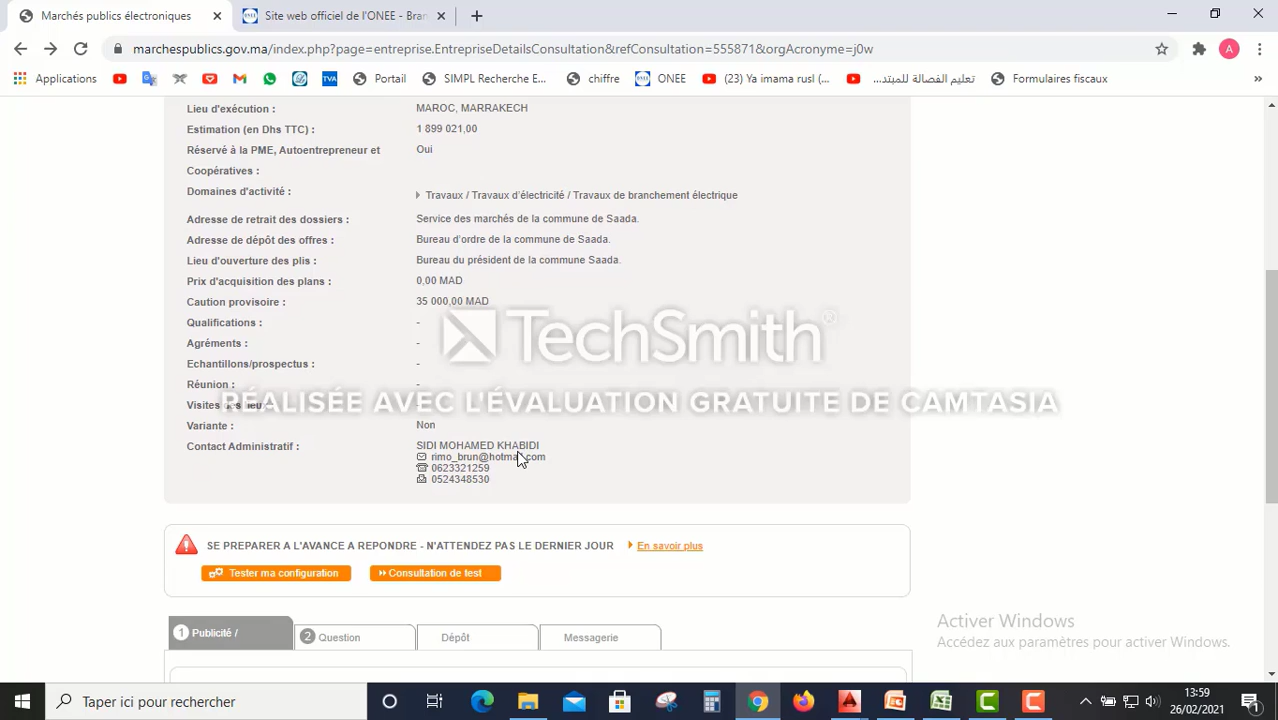 Marchés publics électroniques
Site web officiel de l'ONEE - Bran
marchespublics.gov.ma/index.php?page=entreprise.EntrepriseDetailsConsultation&refConsultation=555871&orgAcronyme=j0w
A
Applications
TVA
Portail
SIMPL Recherche E...
chiffre
ONEE
(23) Ya imama rusl (...
تعليم الفصالة للمبتد...
Formulaires fiscaux
»
Lieu d'exécution : MAROC, MARRAKECH
Estimation (en Dhs TTC) : 1 899 021,00
Réservé à la PME, Autoentrepreneur et Oui
Coopératives :
Domaines d'activité : Travaux / Travaux d'électricité / Travaux de branchement électrique
Adresse de retrait des dossiers : Service des marchés de la commune de Saada.
Adresse de dépôt des offres : Bureau d'ordre de la commune de Saada.
Lieu d'ouverture des plis : Bureau du président de la commune Saada.
Prix d'acquisition des plans : 0,00 MAD
Caution provisoire : 35 000,00 MAD
Qualifications : -
TechSmith®
Agréments : -
Echantillons/prospectus : -
Réunion : -
RÉALISÉE AVEC L'ÉVALUATION GRATUITE DE CAMTASIA
Variante : Non
Contact Administratif : SIDI MOHAMED KHABIDI
0623321259
0524348530
SE PREPARER A L'AVANCE A REPONDRE - N'ATTENDEZ PAS LE DERNIER JOUR En savoir plus
Tester ma configuration
Consultation de test
1 Publicité /
2 Question
Dépôt
Messagerie
Activer Windows
Accédez aux paramètres pour activer Windows.
Taper ici pour rechercher
13:59
26/02/2021
1